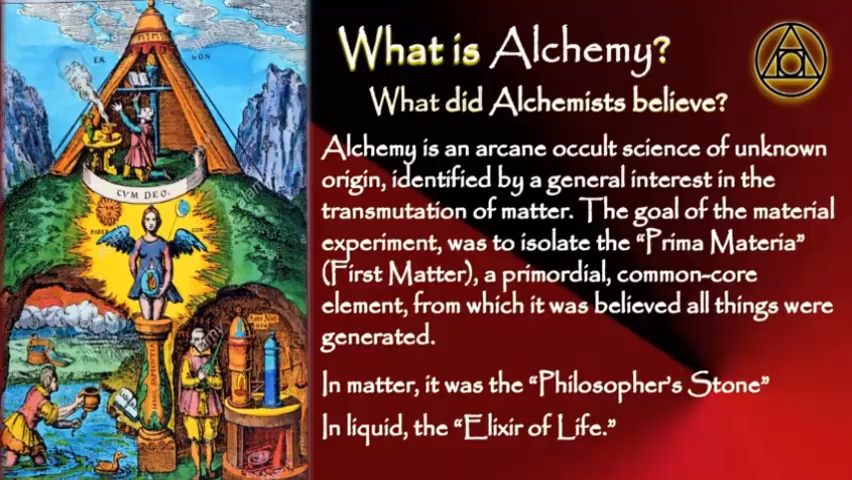 What is Alchemy?
What did Alchemists believe?
Alchemy is an arcane occult science of unknown
origin, identified by a general interest in the
transmutation of matter. The goal of the material
experiment, was to isolate the “Prima Materia”
(First Matter), a primordial, common-core
element, from which it was believed all things were
generated.
In matter, it was the “Philosopher’s Stone”
In liquid, the “Elixir of Life.”
CVM DEO.